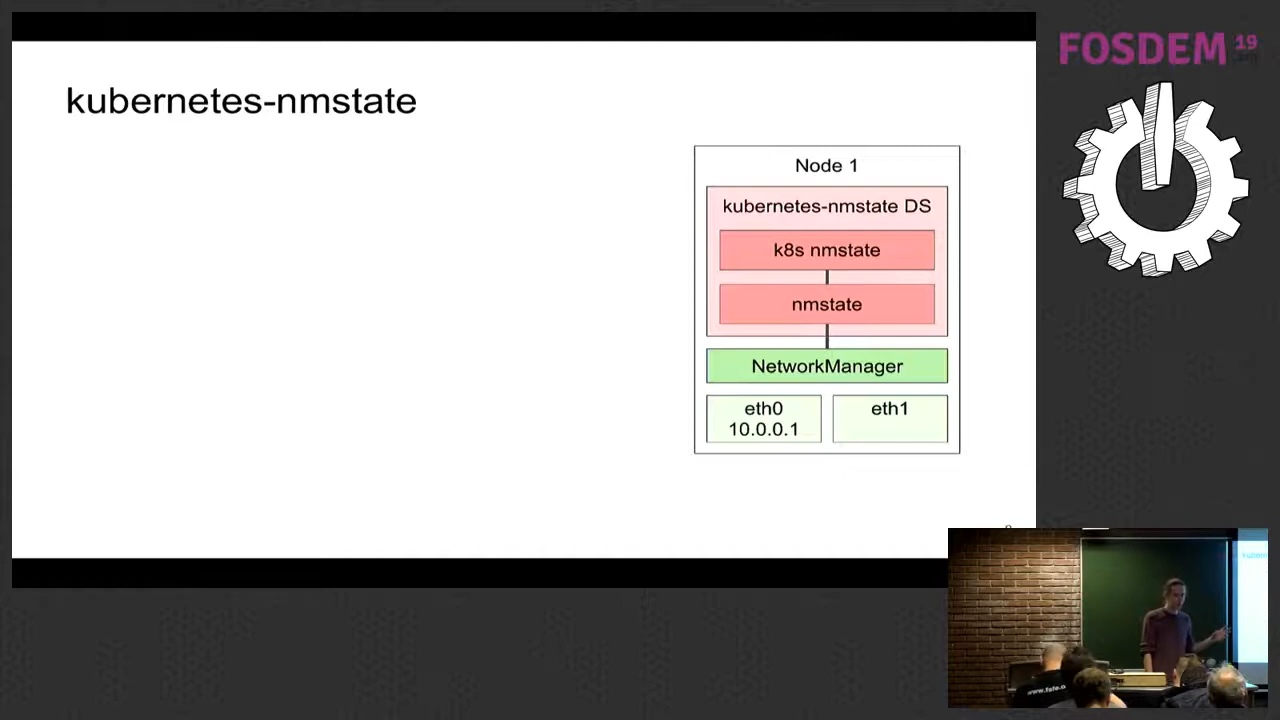 kubernetes-nmstate
Node 1
kubernetes-nmstate DS
k8s nmstate
nmstate
NetworkManager
eth0
10.0.0.1
eth1
FOSDEM 19